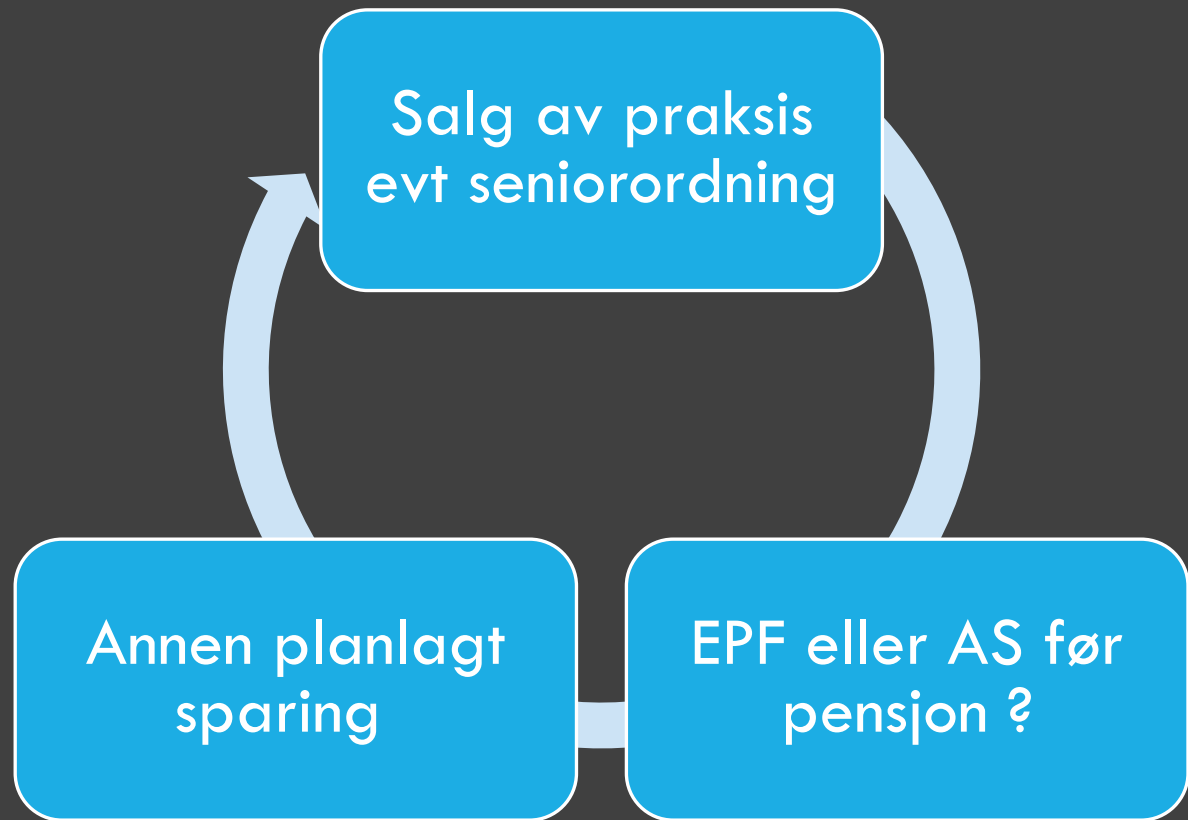 Salg av praksis
evt seniorordning
EPF eller AS før
pensjon ?
Annen planlagt
sparing